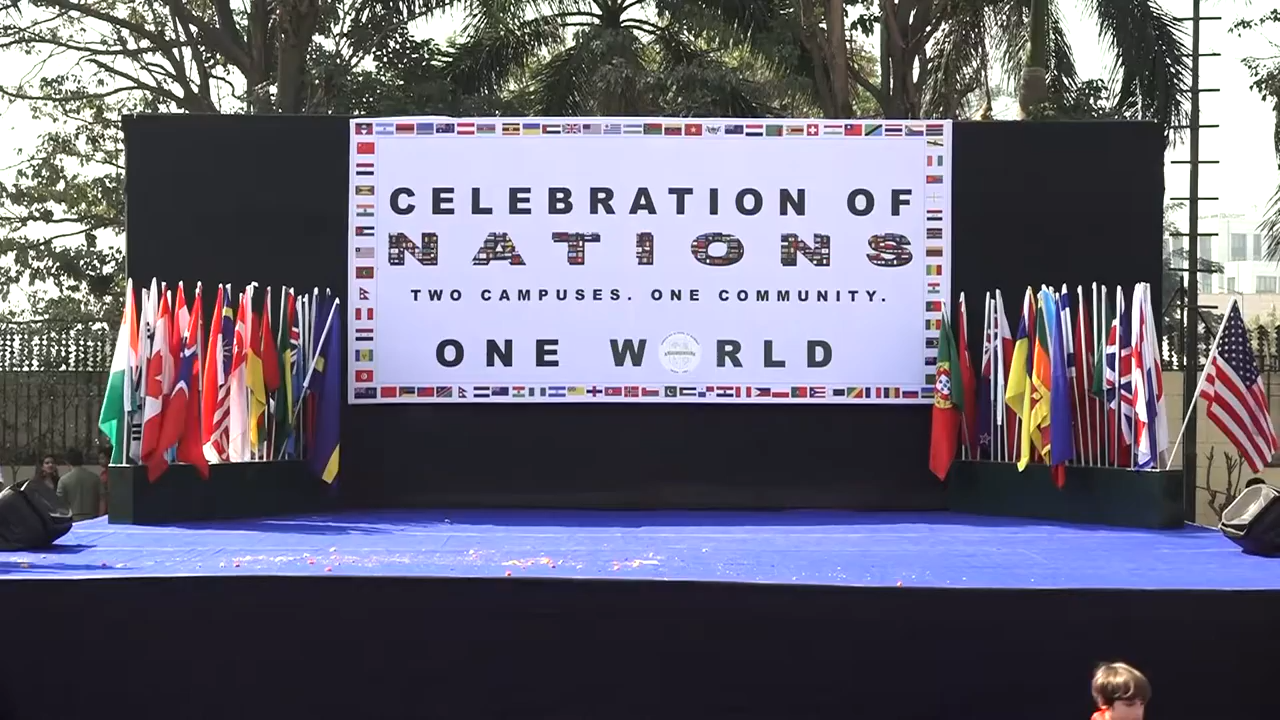 CELEBRATION OF
NATIONS
TWO CAMPUSES. ONE COMMUNITY.
ONE WORLD